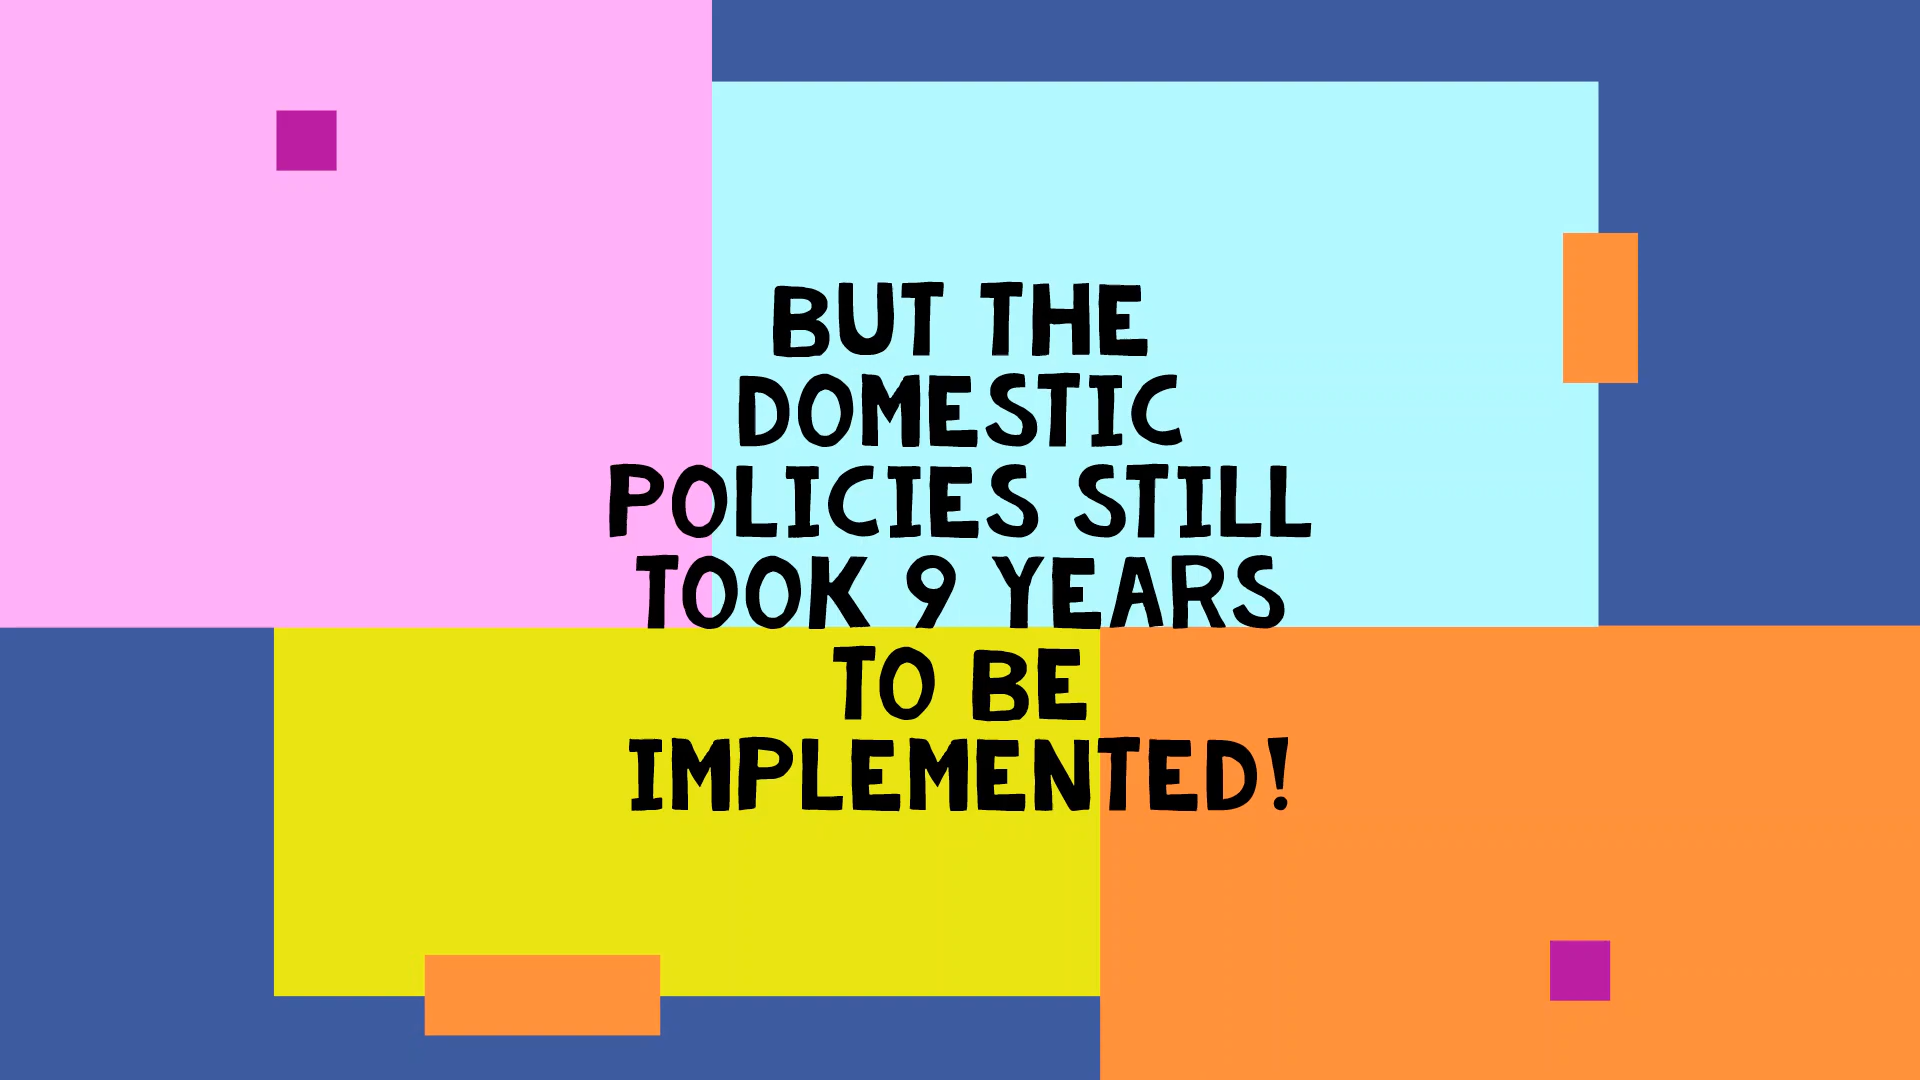 BUT THE
DOMESTIC
POLICIES STILL
TOOK 9 YEARS
TO BE
IMPLEMENTED!